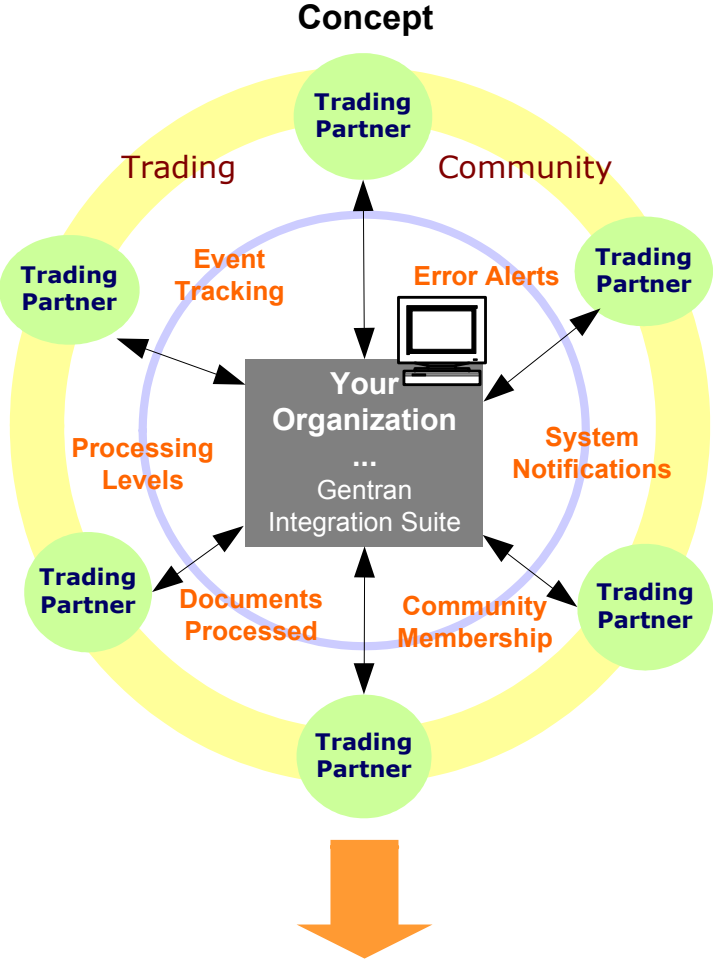 Concept
Trading
Partner
Trading
Community
Trading
Partner
Trading
Partner
Event
Tracking
Error Alerts
Your
Organization
...
Gentran
Integration Suite
Processing
Levels
System
Notifications
Trading
Partner
Documents
Processed
Community
Membership
Trading
Partner
Trading
Partner